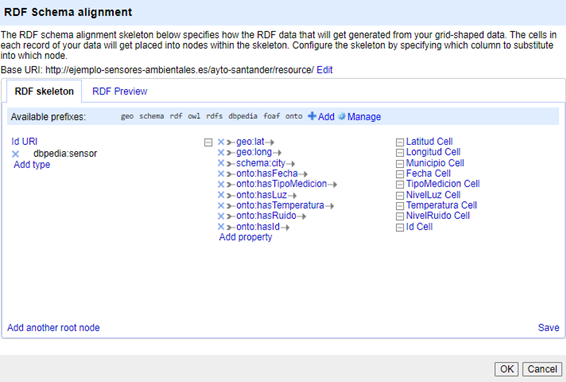 RDF Schema alignment
The RDF schema alignment skeleton below specifies how the RDF data that will get generated from your grid-shaped data. The cells in
each record of your data will get placed into nodes within the skeleton. Configure the skeleton by specifying which column to substitute
into which node.
Base URI: http://ejemplo-sensores-ambientales.es/ayto-santander/resource/ Edit
RDF skeleton RDF Preview
Available prefixes: geo schema rdf owl rdfs dbpedia foaf onto Add Manage
Id URI geo:lat Latitud Cell
dbpedia:sensor geo:long Longitud Cell
Add type schema:city Municipio Cell
onto:hasFecha Fecha Cell
onto:hasTipoMedicion TipoMedicion Cell
onto:hasLuz NivelLuz Cell
onto:hasTemperatura Temperatura Cell
onto:hasRuido NivelRuido Cell
onto:hasId Id Cell
Add property
Add another root node Save
OK Cancel